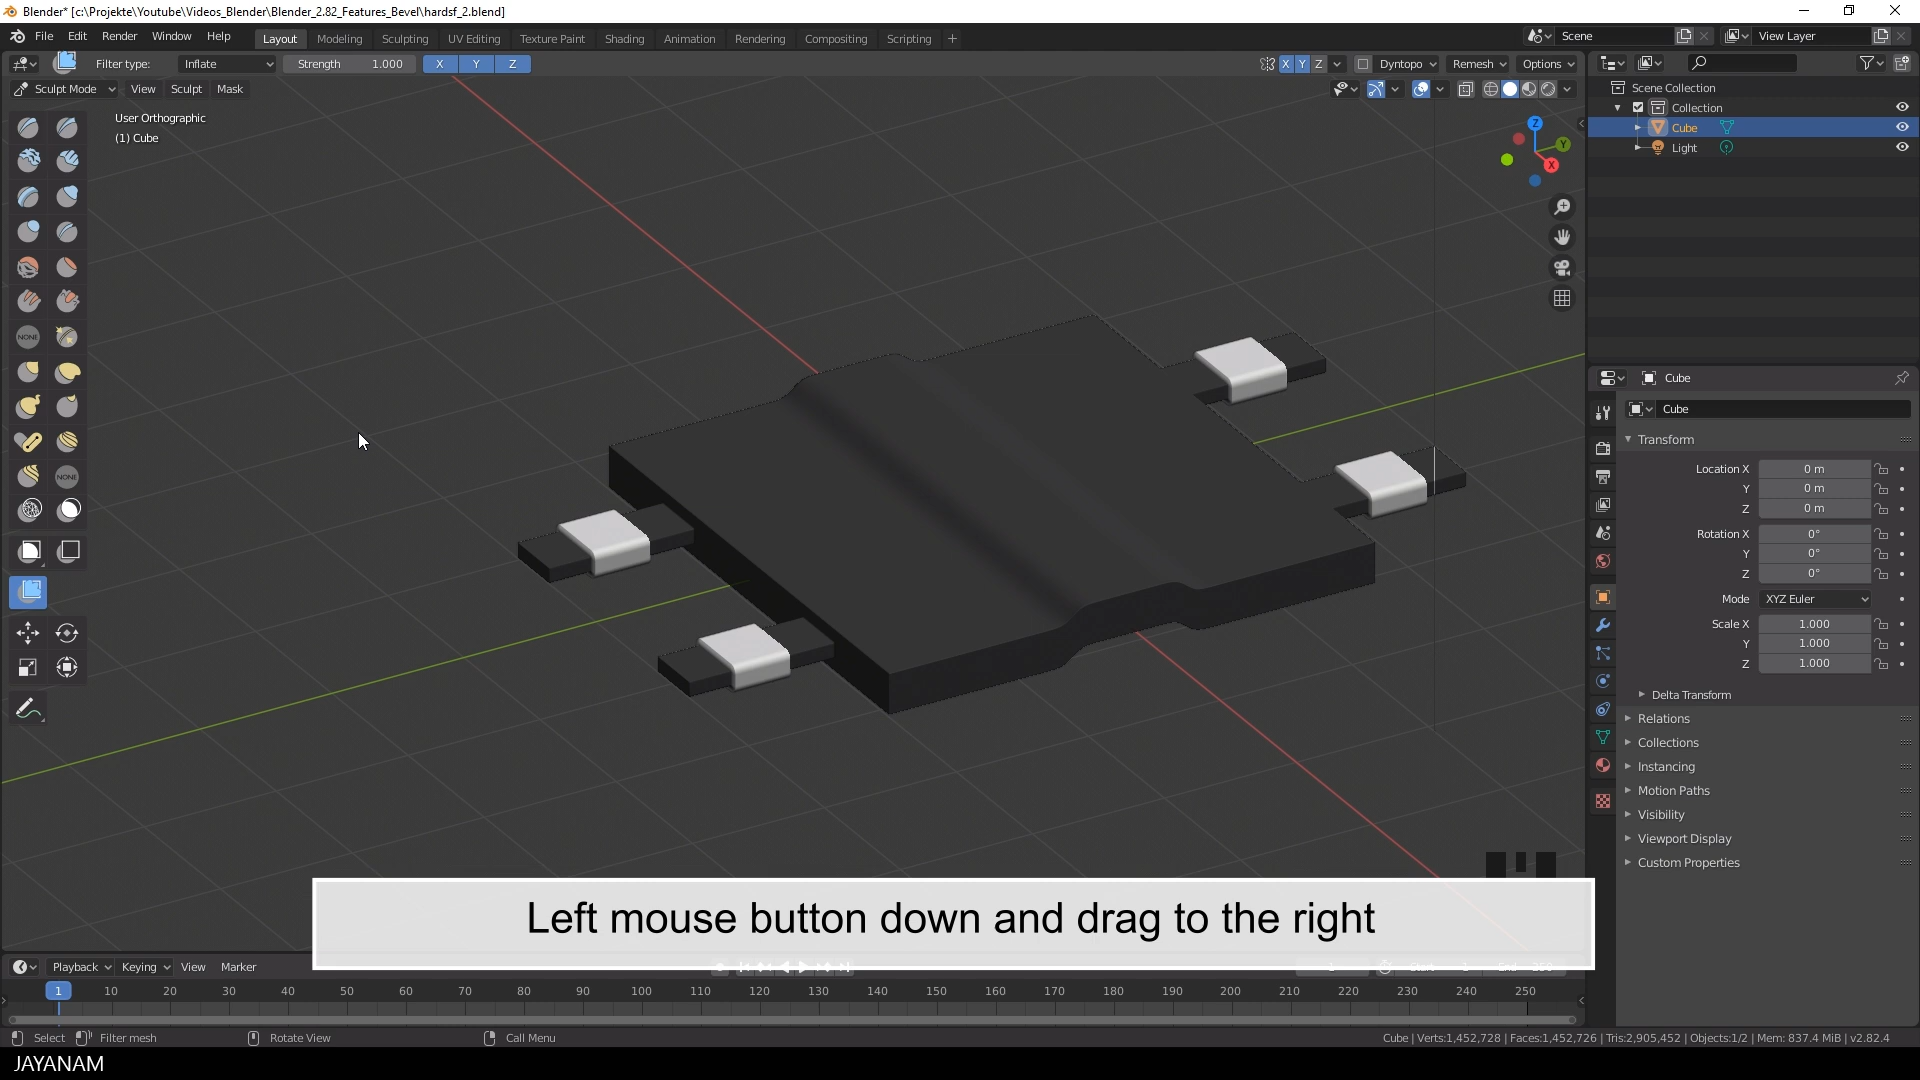 Blender* [c:\Projekte\Youtube\Videos_Blender\Blender_2.82_Features_Bevel\hardsf_2.blend]
File Edit Render Window Help Layout Modeling Sculpting UV Editing Texture Paint Shading Animation Rendering Compositing Scripting + Scene View Layer
Filter type: Inflate Strength 1.000 X Y Z X Y Z Dyntopo Remesh Options
Sculpt Mode View Sculpt Mask
User Orthographic
(1) Cube
Z
Y
X
NONE
NONE
Scene Collection
Collection
Cube
Light
Cube
Cube
Transform
Location X 0 m
Y 0 m
Z 0 m
Rotation X 0°
Y 0°
Z 0°
Mode XYZ Euler
Scale X 1.000
Y 1.000
Z 1.000
Delta Transform
Relations
Collections
Instancing
Motion Paths
Visibility
Viewport Display
Custom Properties
Left mouse button down and drag to the right
Playback Keying View Marker
1 10 20 30 40 50 60 70 80 90 100 110 120 130 140 150 160 170 180 190 200 210 220 230 240 250
Select Filter mesh Rotate View Call Menu Cube | Verts:1,452,728 | Faces:1,452,726 | Tris:2,905,452 | Objects:1/2 | Mem: 837.4 MiB | v2.82.4
JAYANAM